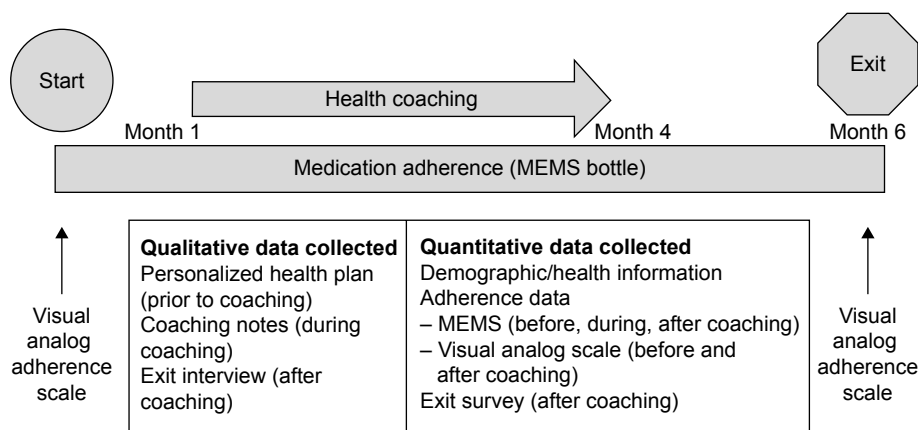 Start
Exit
Health coaching
Month 1
Month 4
Month 6
Medication adherence (MEMS bottle)
Visual
analog
adherence
scale
Qualitative data collected
Personalized health plan
(prior to coaching)
Coaching notes (during
coaching)
Exit interview (after
coaching)
Quantitative data collected
Demographic/health information
Adherence data
– MEMS (before, during, after coaching)
– Visual analog scale (before and
after coaching)
Exit survey (after coaching)
Visual
analog
adherence
scale